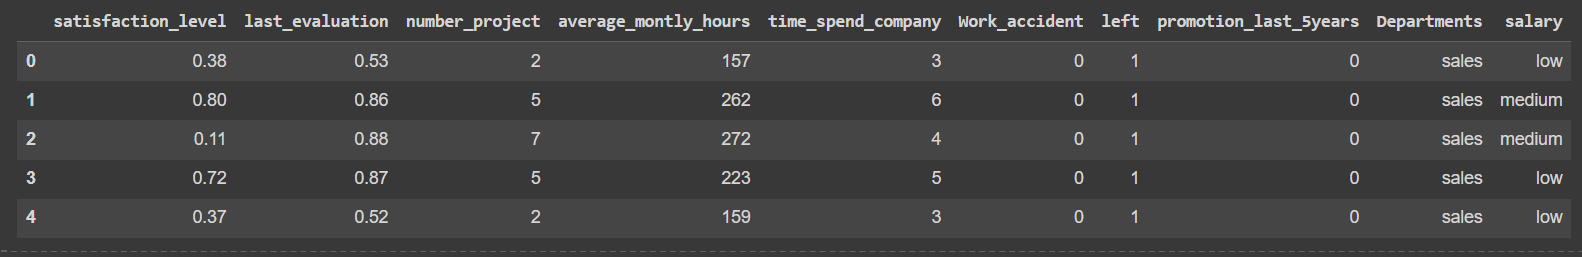 satisfaction_level last_evaluation number_project average_montly_hours time_spend_company Work_accident left promotion_last_5years Departments salary
0 0.38 0.53 2 157 3 0 1 0 sales low
1 0.80 0.86 5 262 6 0 1 0 sales medium
2 0.11 0.88 7 272 4 0 1 0 sales medium
3 0.72 0.87 5 223 5 0 1 0 sales low
4 0.37 0.52 2 159 3 0 1 0 sales low